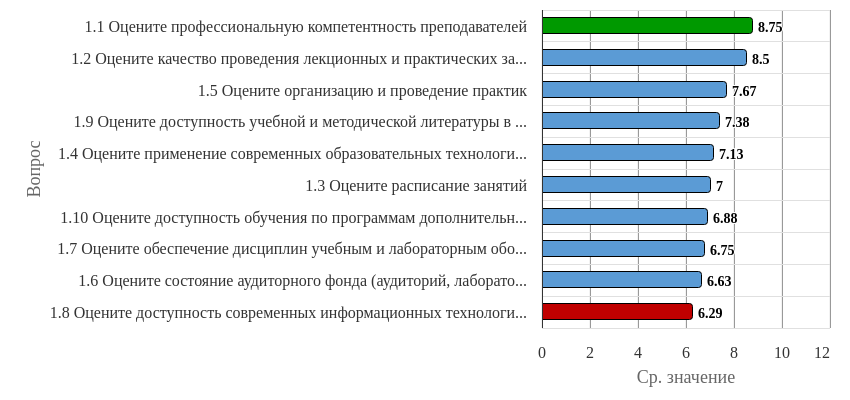 1.1 Оцените профессиональную компетентность преподавателей 8.75
1.2 Оцените качество проведения лекционных и практических за... 8.5
1.5 Оцените организацию и проведение практик 7.67
1.9 Оцените доступность учебной и методической литературы в ... 7.38
1.4 Оцените применение современных образовательных технологи... 7.13
1.3 Оцените расписание занятий 7
1.10 Оцените доступность обучения по программам дополнительн... 6.88
1.7 Оцените обеспечение дисциплин учебным и лабораторным обо... 6.75
1.6 Оцените состояние аудиторного фонда (аудиторий, лаборато... 6.63
1.8 Оцените доступность современных информационных технологи... 6.29
Вопрос
0 2 4 6 8 10 12
Ср. значение